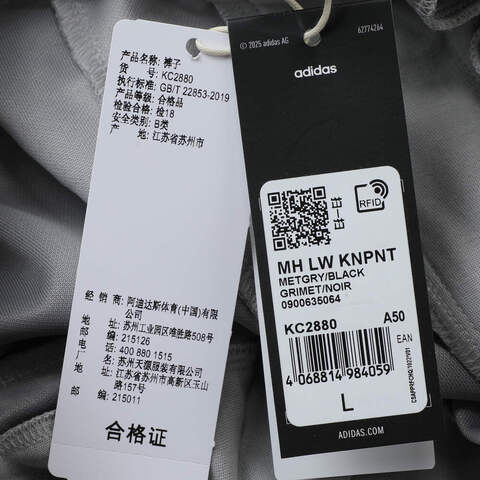 产品名称: 裤子
货 号: KC2880
执行标准: GB/T 22853-2019
产品等级: 合格品
检验合格: 检18
安全类别: B类
产 地: 江苏省苏州市
经 销 商: 阿迪达斯体育(中国)有限公司
地 址: 苏州工业园区唯胜路508号
邮 编: 215126
电 话: 400 880 1515
厂 名: 苏州天源服装有限公司
地 址: 江苏省苏州市高新区玉山路157号
邮 编: 215011
合格证
© 2025 adidas AG
62774264
adidas
RFID
MH LW KNPNT
METGRY/BLACK
GRIMET/NOIR
0900635064
KC2880
A50
EAN
4 068814 984059
L
ADIDAS.COM